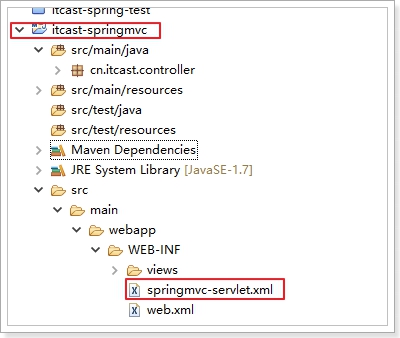 itcast-spring-test
itcast-springmvc
src/main/java
cn.itcast.controller
src/main/resources
src/test/java
src/test/resources
Maven Dependencies
JRE System Library [JavaSE-1.7]
src
main
webapp
WEB-INF
views
springmvc-servlet.xml
web.xml